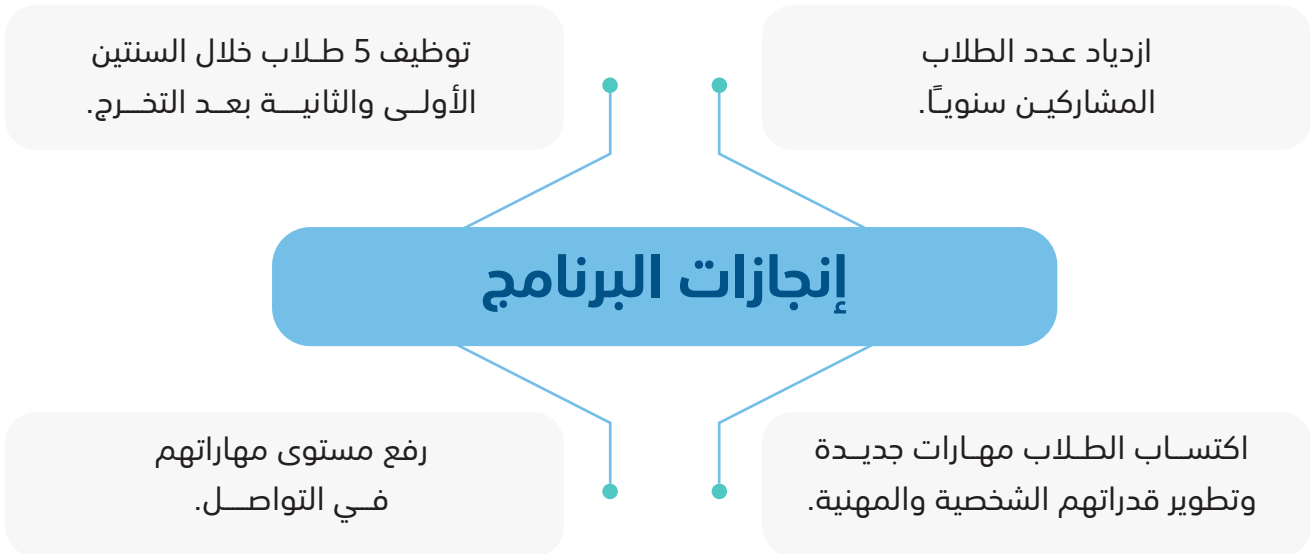 ازدياد عدد الطلاب
المشاركين سنويًا.
توظيف 5 طلاب خلال السنتين
الأولى والثانية بعد التخرج.
إنجازات البرنامج
اكتساب الطلاب مهارات جديدة
وتطوير قدراتهم الشخصية والمهنية.
رفع مستوى مهاراتهم
في التواصل.